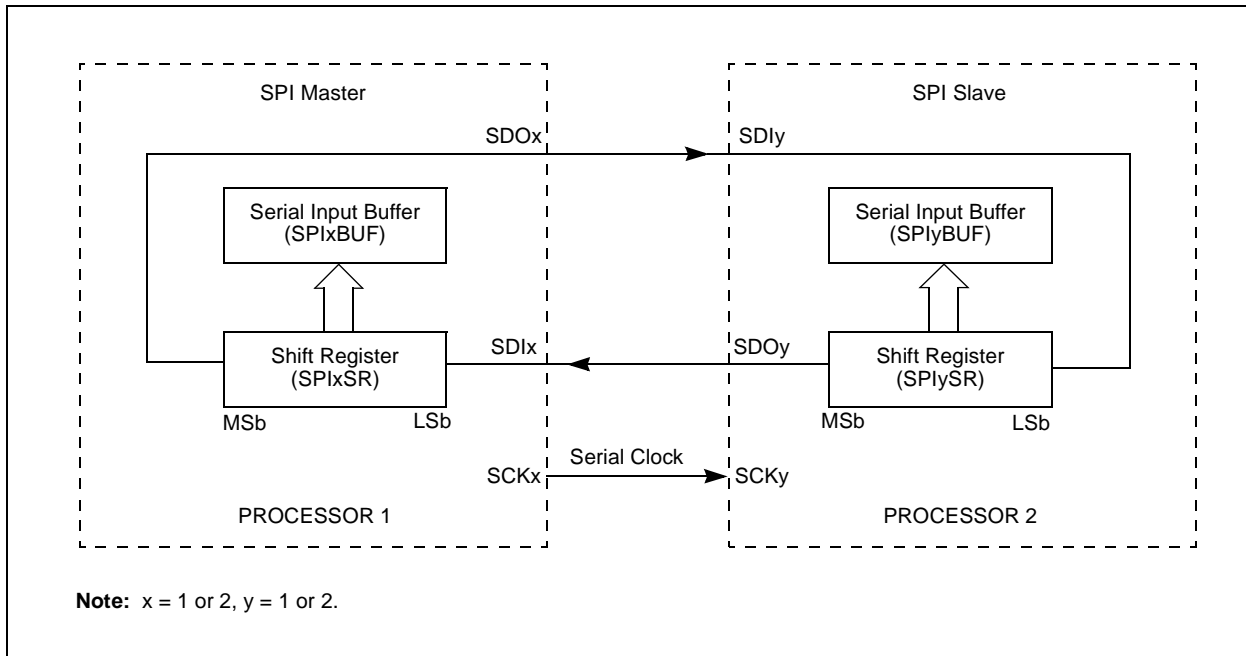 SPI Master
SPI Slave
SDOx
SDIy
Serial Input Buffer
(SPIxBUF)
Serial Input Buffer
(SPIyBUF)
Shift Register
(SPIxSR)
SDIx
SDOy
Shift Register
(SPIySR)
MSb
LSb
MSb
LSb
Serial Clock
SCKx
SCKy
PROCESSOR 1
PROCESSOR 2
Note: x = 1 or 2, y = 1 or 2.